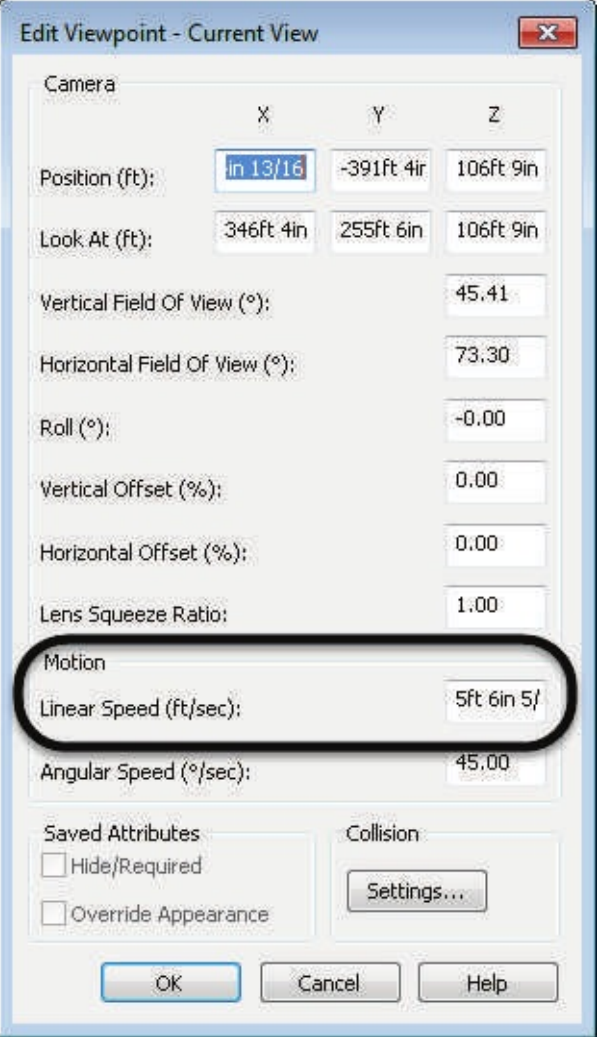 Edit Viewpoint - Current View
Camera
X Y Z
Position (ft): in 13/16 -391ft 4in 106ft 9in
Look At (ft): 346ft 4in 255ft 6in 106ft 9in
Vertical Field Of View (°): 45.41
Horizontal Field Of View (°): 73.30
Roll (°): -0.00
Vertical Offset (%): 0.00
Horizontal Offset (%): 0.00
Lens Squeeze Ratio: 1.00
Motion
Linear Speed (ft/sec): 5ft 6in 5/
Angular Speed (°/sec): 45.00
Saved Attributes Collision
Hide/Required
Settings...
Override Appearance
OK Cancel Help